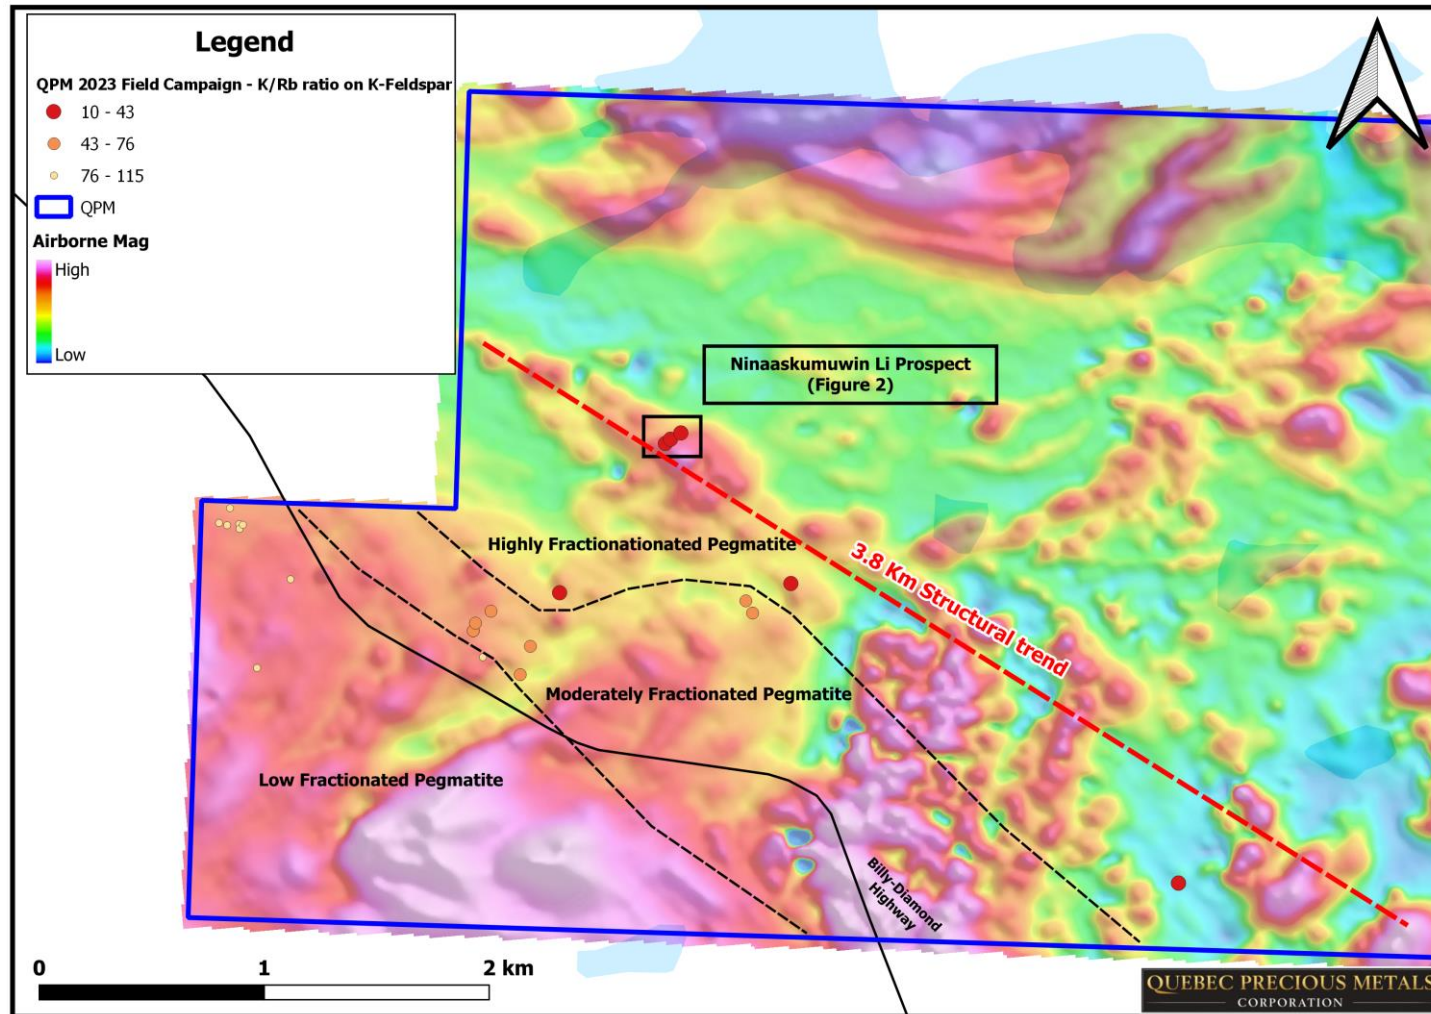 Legend
QPM 2023 Field Campaign - K/Rb ratio on K-Feldspar
10 - 43
43 - 76
76 - 115
QPM
Airborne Mag
High
Low
Ninaaskumuwin Li Prospect
(Figure 2)
Highly Fractionationated Pegmatite
3.8 Km Structural trend
Moderately Fractionated Pegmatite
Low Fractionated Pegmatite
Billy-Diamond
Highway
0 1 2 km
QUEBEC PRECIOUS METALS
CORPORATION